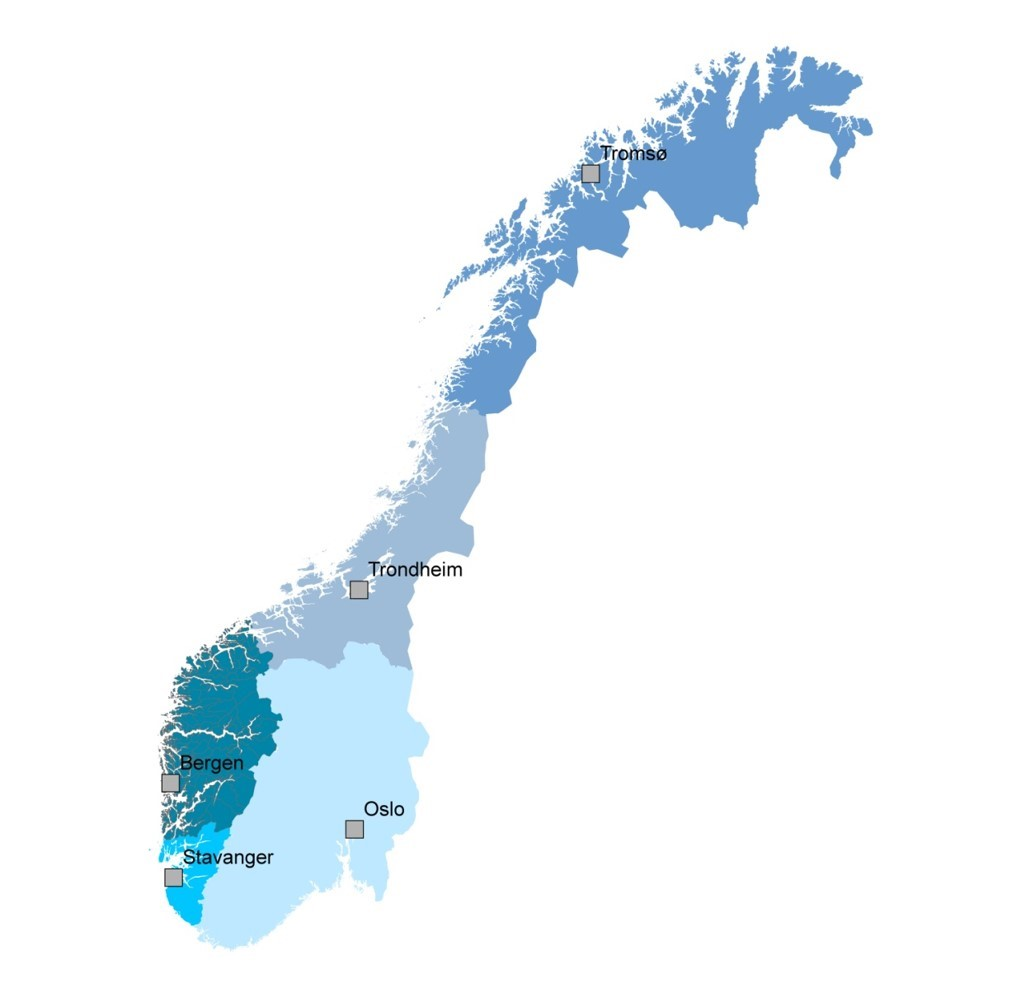 Tromsø
Trondheim
Bergen
Oslo
Stavanger